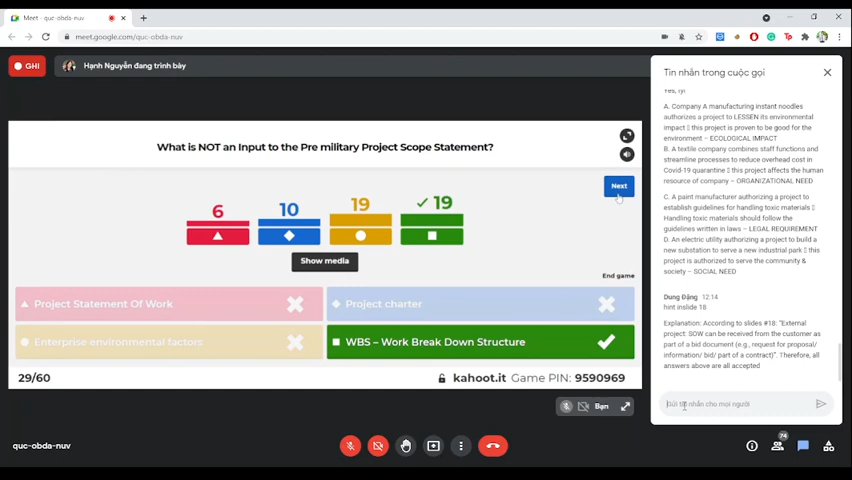 Meet - quc-obda-nuv
meet.google.com/quc-obda-nuv
GHI
Hạnh Nguyễn đang trình bày
What is NOT an Input to the Pre military Project Scope Statement?
Next
6
10
19
19
Show media
End game
Project Statement Of Work
Project charter
Enterprise environmental factors
WBS – Work Break Down Structure
29/60
kahoot.it Game PIN: 9590969
Bạn
quc-obda-nuv
Tin nhắn trong cuộc gọi
A. Company A manufacturing instant noodles
authorizes a project to LESSEN its environmental
impact this project is proven to be good for the
environment – ECOLOGICAL IMPACT
B. A textile company combines staff functions and
streamline processes to reduce overhead cost in
Covid-19 quarantine this project affects the human
resource of company – ORGANIZATIONAL NEED
C. A paint manufacturer authorizing a project to
establish guidelines for handling toxic materials
Handling toxic materials should follow the
guidelines written in laws – LEGAL REQUIREMENT
D. An electric utility authorizing a project to build a
new substation to serve a new industrial park this
project is authorized to serve the community &
society – SOCIAL NEED
Dung Đặng 12:14
hint inslide 18
Explanation: According to slides #18: "External
project. SOW can be received from the customer as
part of a bid document (e.g., request for proposal/
information/ bid/ part of a contract)". Therefore, all
answers above are all accepted
Gửi tin nhắn cho mọi người
74